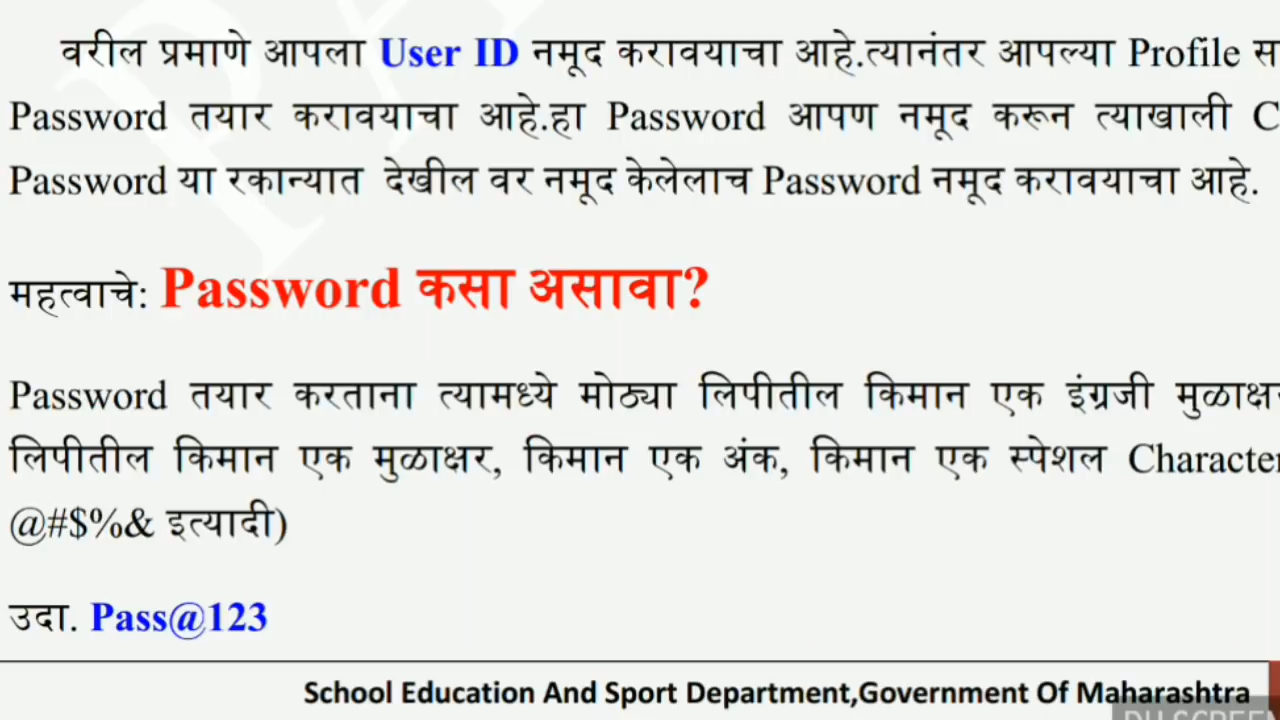 वरील प्रमाणे आपला User ID नमूद करावयाचा आहे.त्यानंतर आपल्या Profile
Password तयार करावयाचा आहे.हा Password आपण नमूद करून त्याखाली
Password या रकान्यात देखील वर नमूद केलेलाच Password नमूद करावयाचा आहे.
महत्वाचे: Password कसा असावा?
Password तयार करताना त्यामध्ये मोठ्या लिपीतील किमान एक इंग्रजी
लिपीतील किमान एक मुळाक्षर, किमान एक अंक, किमान एक स्पेशल Character
@#$%& इत्यादी)
उदा. Pass@123
School Education And Sport Department,Government Of Maharashtra